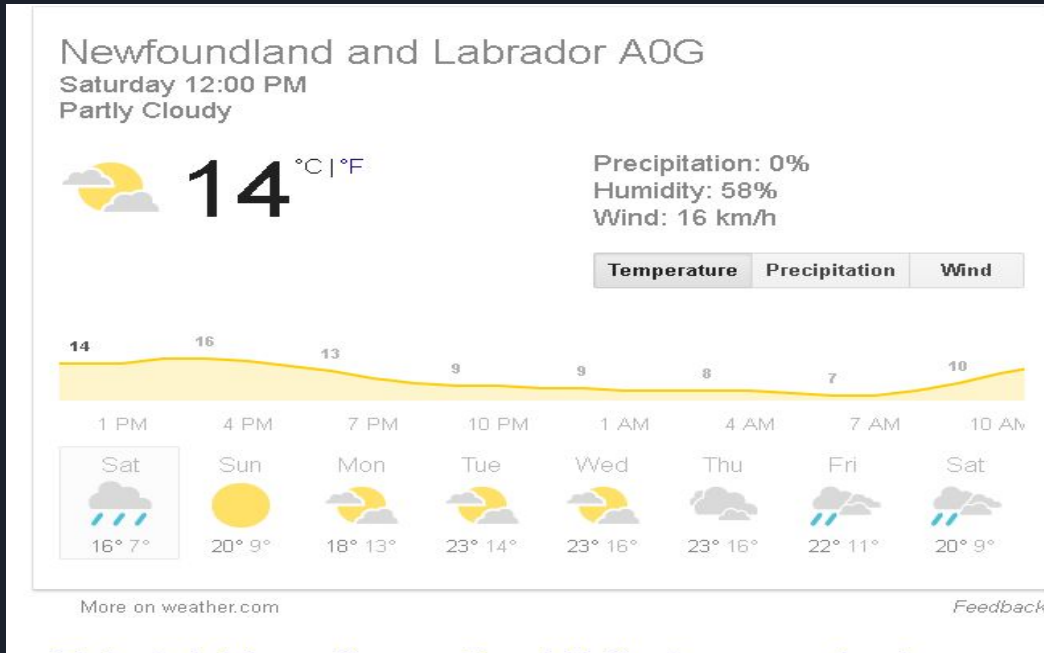 Newfoundland and Labrador A0G
Saturday 12:00 PM
Partly Cloudy
14 °C | °F
Precipitation: 0%
Humidity: 58%
Wind: 16 km/h
Temperature Precipitation Wind
14 16 13 9 9 8 7 10
1 PM 4 PM 7 PM 10 PM 1 AM 4 AM 7 AM 10 AM
Sat Sun Mon Tue Wed Thu Fri Sat
16° 7° 20° 9° 18° 13° 23° 14° 23° 16° 23° 16° 22° 11° 20° 9°
More on weather.com Feedback